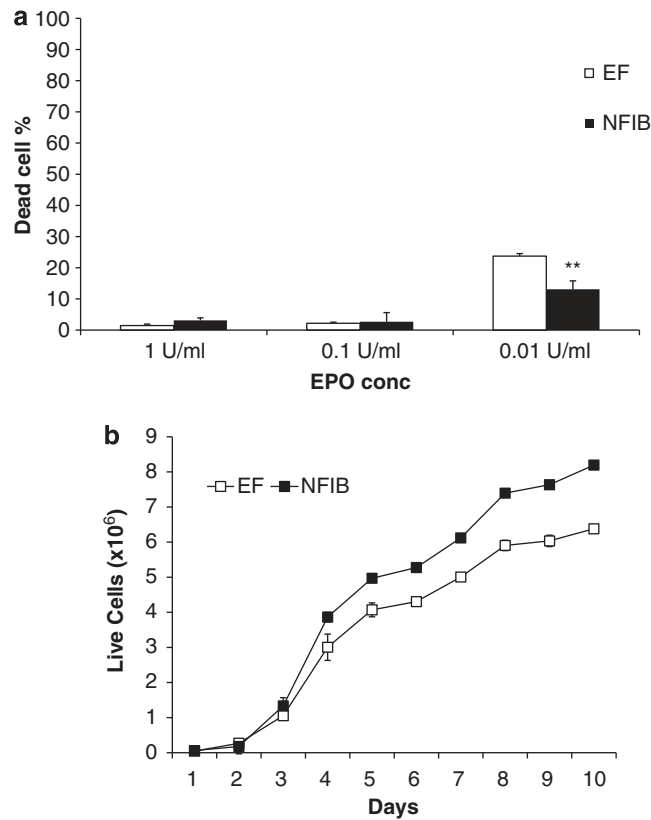 a
100
90
80
70
60
50
40
30
20
10
0
Dead cell %
EF
NFIB
**
1 U/ml 0.1 U/ml 0.01 U/ml
EPO conc
b
9
8
7
6
5
4
3
2
1
0
Live Cells (x10⁶)
EF NFIB
1 2 3 4 5 6 7 8 9 10
Days